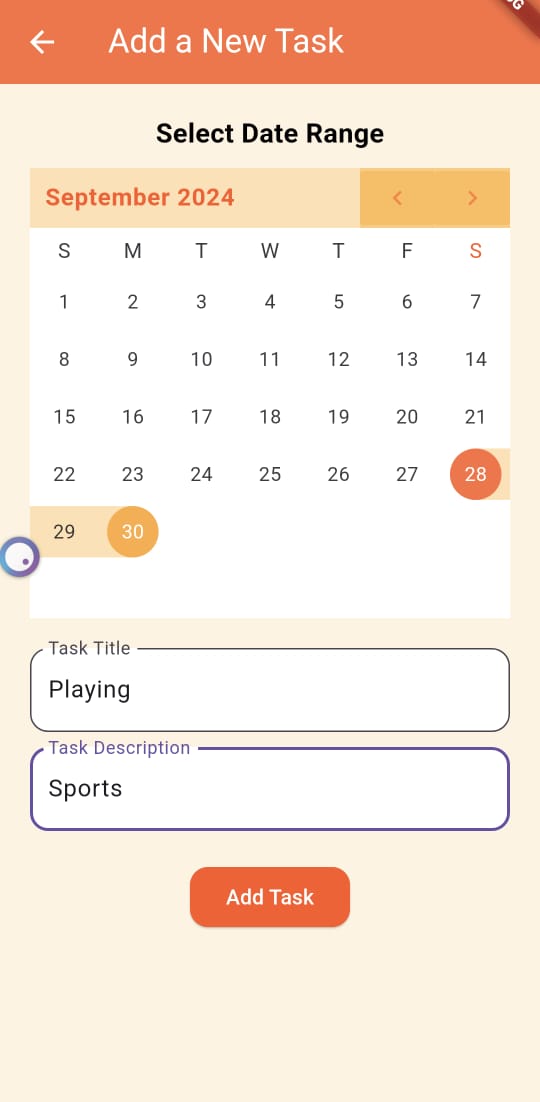 Add a New Task
Select Date Range
September 2024
S M T W T F S
1 2 3 4 5 6 7
8 9 10 11 12 13 14
15 16 17 18 19 20 21
22 23 24 25 26 27 28
29 30
Task Title
Playing
Task Description
Sports
Add Task